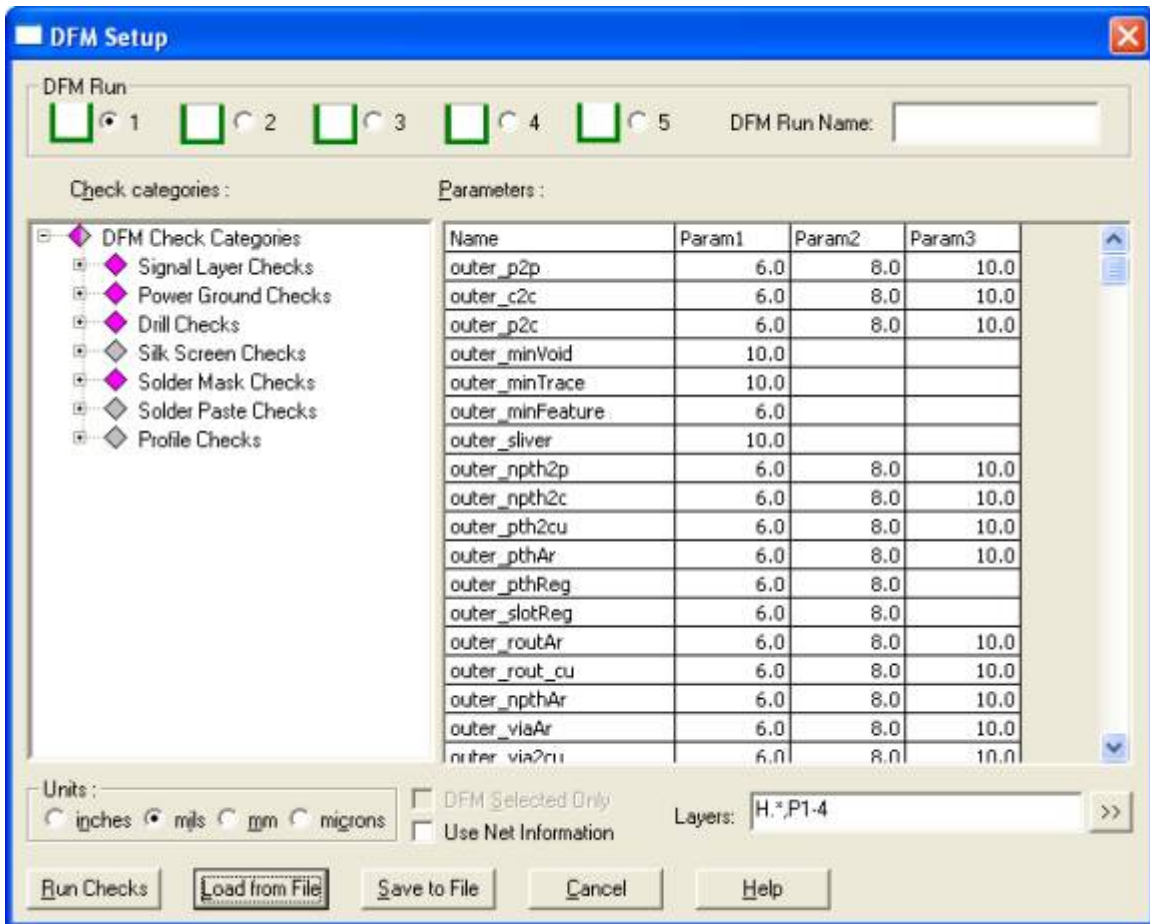 DFM Setup
DFM Run
1 2 3 4 5 DFM Run Name:
Check categories : Parameters :
DFM Check Categories
Signal Layer Checks
Power Ground Checks
Drill Checks
Silk Screen Checks
Solder Mask Checks
Solder Paste Checks
Profile Checks
Name Param1 Param2 Param3
outer_p2p 6.0 8.0 10.0
outer_c2c 6.0 8.0 10.0
outer_p2c 6.0 8.0 10.0
outer_minVoid 10.0
outer_minTrace 10.0
outer_minFeature 6.0
outer_sliver 10.0
outer_npth2p 6.0 8.0 10.0
outer_npth2c 6.0 8.0 10.0
outer_pth2cu 6.0 8.0 10.0
outer_pthAr 6.0 8.0 10.0
outer_pthReg 6.0 8.0
outer_slotReg 6.0 8.0
outer_routAr 6.0 8.0 10.0
outer_rout_cu 6.0 8.0 10.0
outer_npthAr 6.0 8.0 10.0
outer_viaAr 6.0 8.0 10.0
outer_via2cu 6.0 8.0 10.0
Units :
inches mils mm microns
DFM Selected Only
Use Net Information
Layers: H.*,P1-4 >>
Run Checks Load from File Save to File Cancel Help